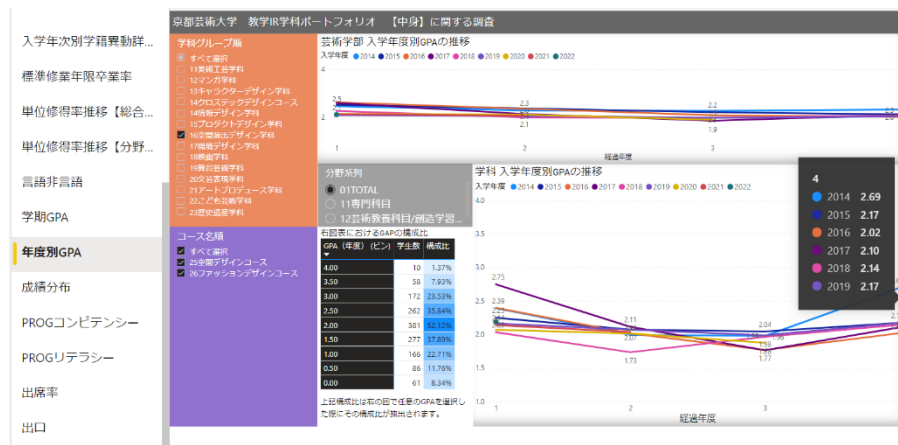 京都芸術大学 教学IR学科ポートフォリオ 【中身】に関する調査
入学年次別学籍異動詳...
標準修業年限卒業率
単位修得率推移【総合...
単位修得率推移【分野...
言語非言語
学期GPA
年度別GPA
成績分布
PROGコンピテンシー
PROGリテラシー
出席率
出口
学科グループ順
すべて選択
11美術工芸学科
12マンガ学科
13キャラクターデザイン学科
14クロステックデザインコース
14情報デザイン学科
15プロダクトデザイン学科
16空間演出デザイン学科
17環境デザイン学科
18映画学科
19舞台芸術学科
20文芸表現学科
21アートプロデュース学科
22こども芸術学科
23歴史遺産学科
コース名順
すべて選択
25空間デザインコース
26ファッションデザインコース
芸術学部 入学年度別GPAの推移
入学年度 2014 2015 2016 2017 2018 2019 2020 2021 2022
4
2
2.5
2.3
2.1
2.2
1.9
1 2 3
経過年度
分野系列
01TOTAL
11専門科目
12芸術教養科目/創造学習...
右図表におけるGAPの構成比
GPA（年度）（ビン） 学生数 構成比
4.00 10 1.37%
3.50 58 7.93%
3.00 172 23.53%
2.50 262 35.84%
2.00 381 52.12%
1.50 277 37.89%
1.00 166 22.71%
0.50 86 11.76%
0.00 61 8.34%
上記構成比は右の図で任意のGPAを選択し
た際にその構成比が抽出されます。
学科 入学年度別GPAの推移
入学年度 2014 2015 2016 2017 2018 2019 2020 2021 2022
4.0
3.5
3.0
2.5
2.0
1.5
1.0
2.75
2.39
2.11
2.07
1.73
2.04
1 2 3
経過年度
4
2014 2.69
2015 2.17
2016 2.02
2017 2.10
2018 2.14
2019 2.17